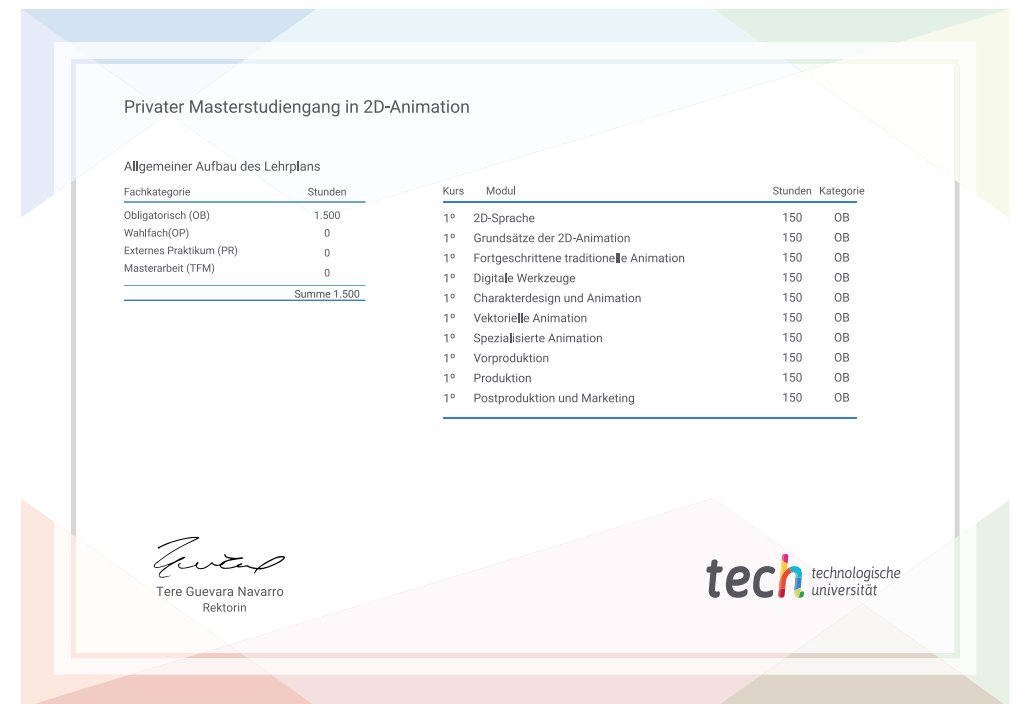 Privater Masterstudiengang in 2D-Animation
Allgemeiner Aufbau des Lehrplans
Fachkategorie Stunden
Obligatorisch (OB) 1.500
Wahlfach(OP) 0
Externes Praktikum (PR) 0
Masterarbeit (TFM) 0
Summe 1.500
Kurs Modul Stunden Kategorie
1º 2D-Sprache 150 OB
1º Grundsätze der 2D-Animation 150 OB
1º Fortgeschrittene traditionelle Animation 150 OB
1º Digitale Werkzeuge 150 OB
1º Charakterdesign und Animation 150 OB
1º Vektorielle Animation 150 OB
1º Spezialisierte Animation 150 OB
1º Vorproduktion 150 OB
1º Produktion 150 OB
1º Postproduktion und Marketing 150 OB
Tere Guevara Navarro
Rektorin
tech technologische
universität